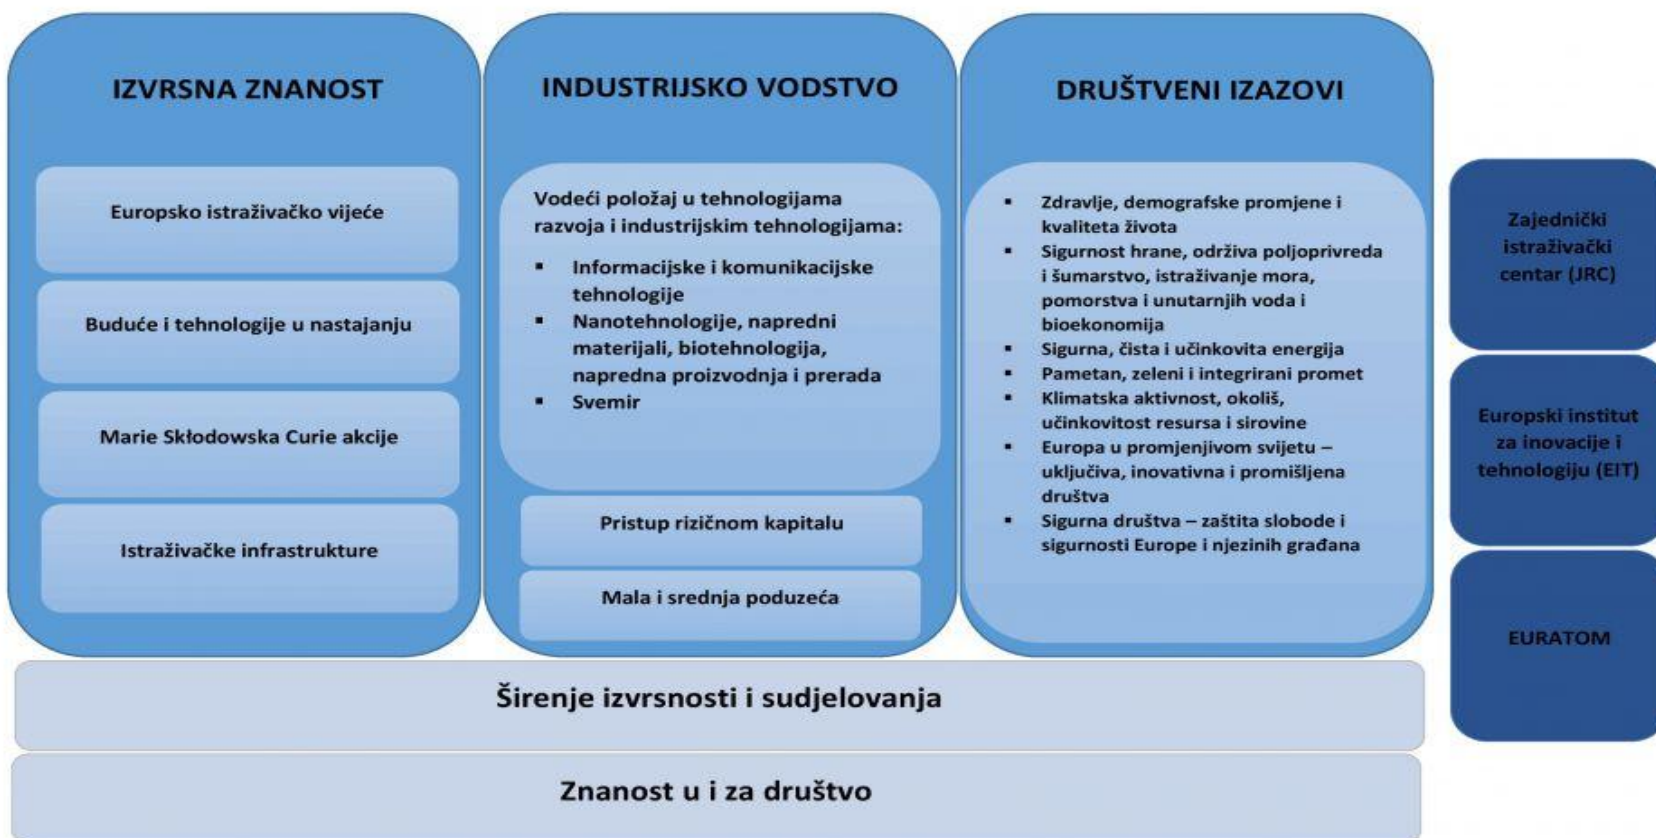 IZVRSNA ZNANOST
Europsko istraživačko vijeće
Buduće i tehnologije u nastajanju
Marie Skłodowska Curie akcije
Istraživačke infrastrukture
INDUSTRIJSKO VODSTVO
Vodeći položaj u tehnologijama
razvoja i industrijskim tehnologijama:
▪ Informacijske i komunikacijske
tehnologije
▪ Nanotehnologije, napredni
materijali, biotehnologija,
napredna proizvodnja i prerada
▪ Svemir
Pristup rizičnom kapitalu
Mala i srednja poduzeća
DRUŠTVENI IZAZOVI
▪ Zdravlje, demografske promjene i
kvaliteta života
▪ Sigurnost hrane, održiva poljoprivreda
i šumarstvo, istraživanje mora,
pomorstva i unutarnjih voda i
bioekonomija
▪ Sigurna, čista i učinkovita energija
▪ Pametan, zeleni i integrirani promet
▪ Klimatska aktivnost, okoliš,
učinkovitost resursa i sirovine
▪ Europa u promjenjivom svijetu –
uključiva, inovativna i promišljena
društva
▪ Sigurna društva – zaštita slobode i
sigurnosti Europe i njezinih građana
Zajednički
istraživački
centar (JRC)
Europski institut
za inovacije i
tehnologiju (EIT)
EURATOM
Širenje izvrsnosti i sudjelovanja
Znanost u i za društvo